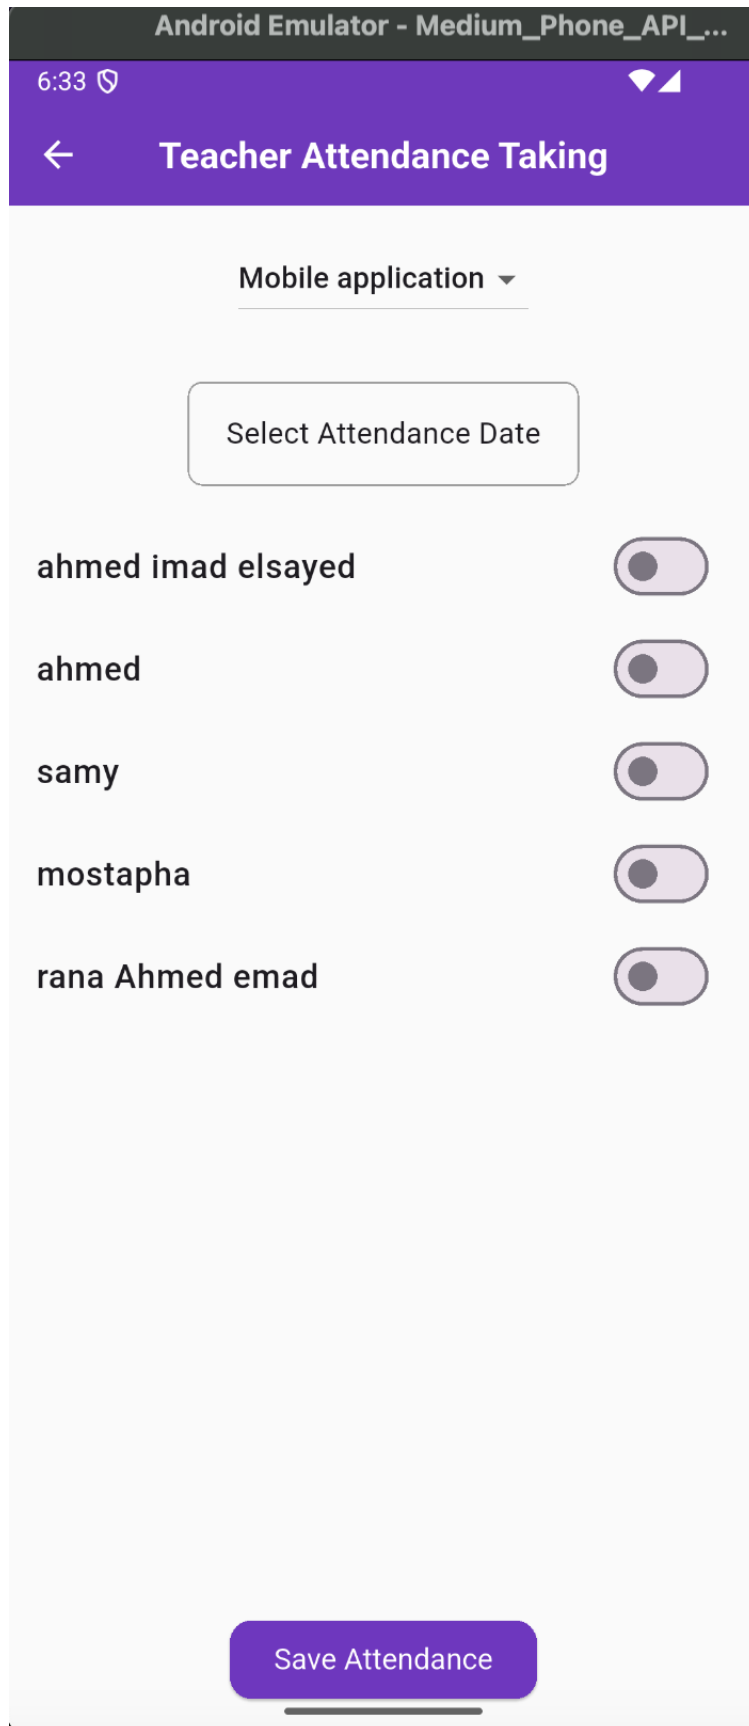 Android Emulator - Medium_Phone_API_...
6:33
Teacher Attendance Taking
Mobile application
Select Attendance Date
ahmed imad elsayed
ahmed
samy
mostapha
rana Ahmed emad
Save Attendance